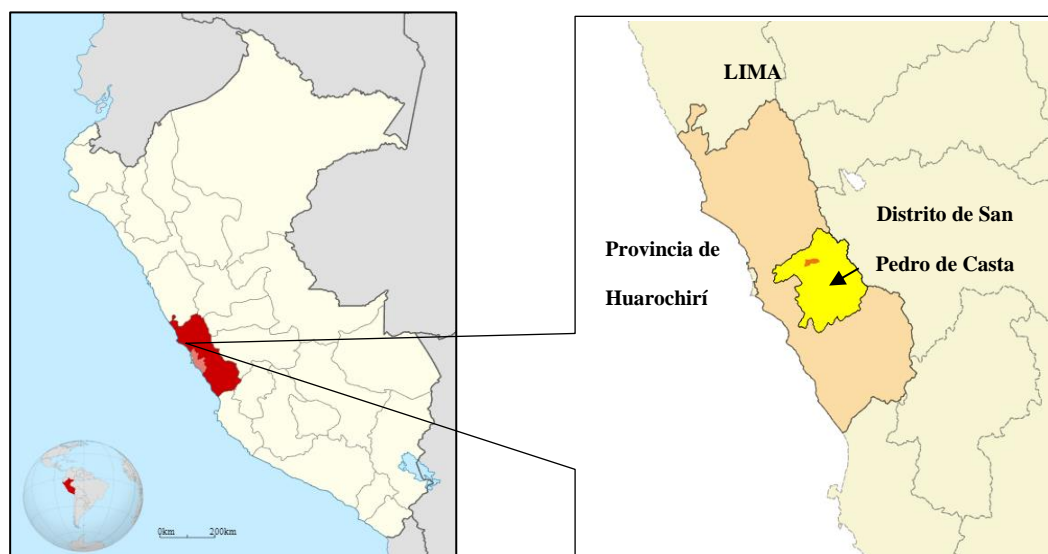 LIMA
Distrito de San
Pedro de Casta
Provincia de
Huarochirí
0km 200km